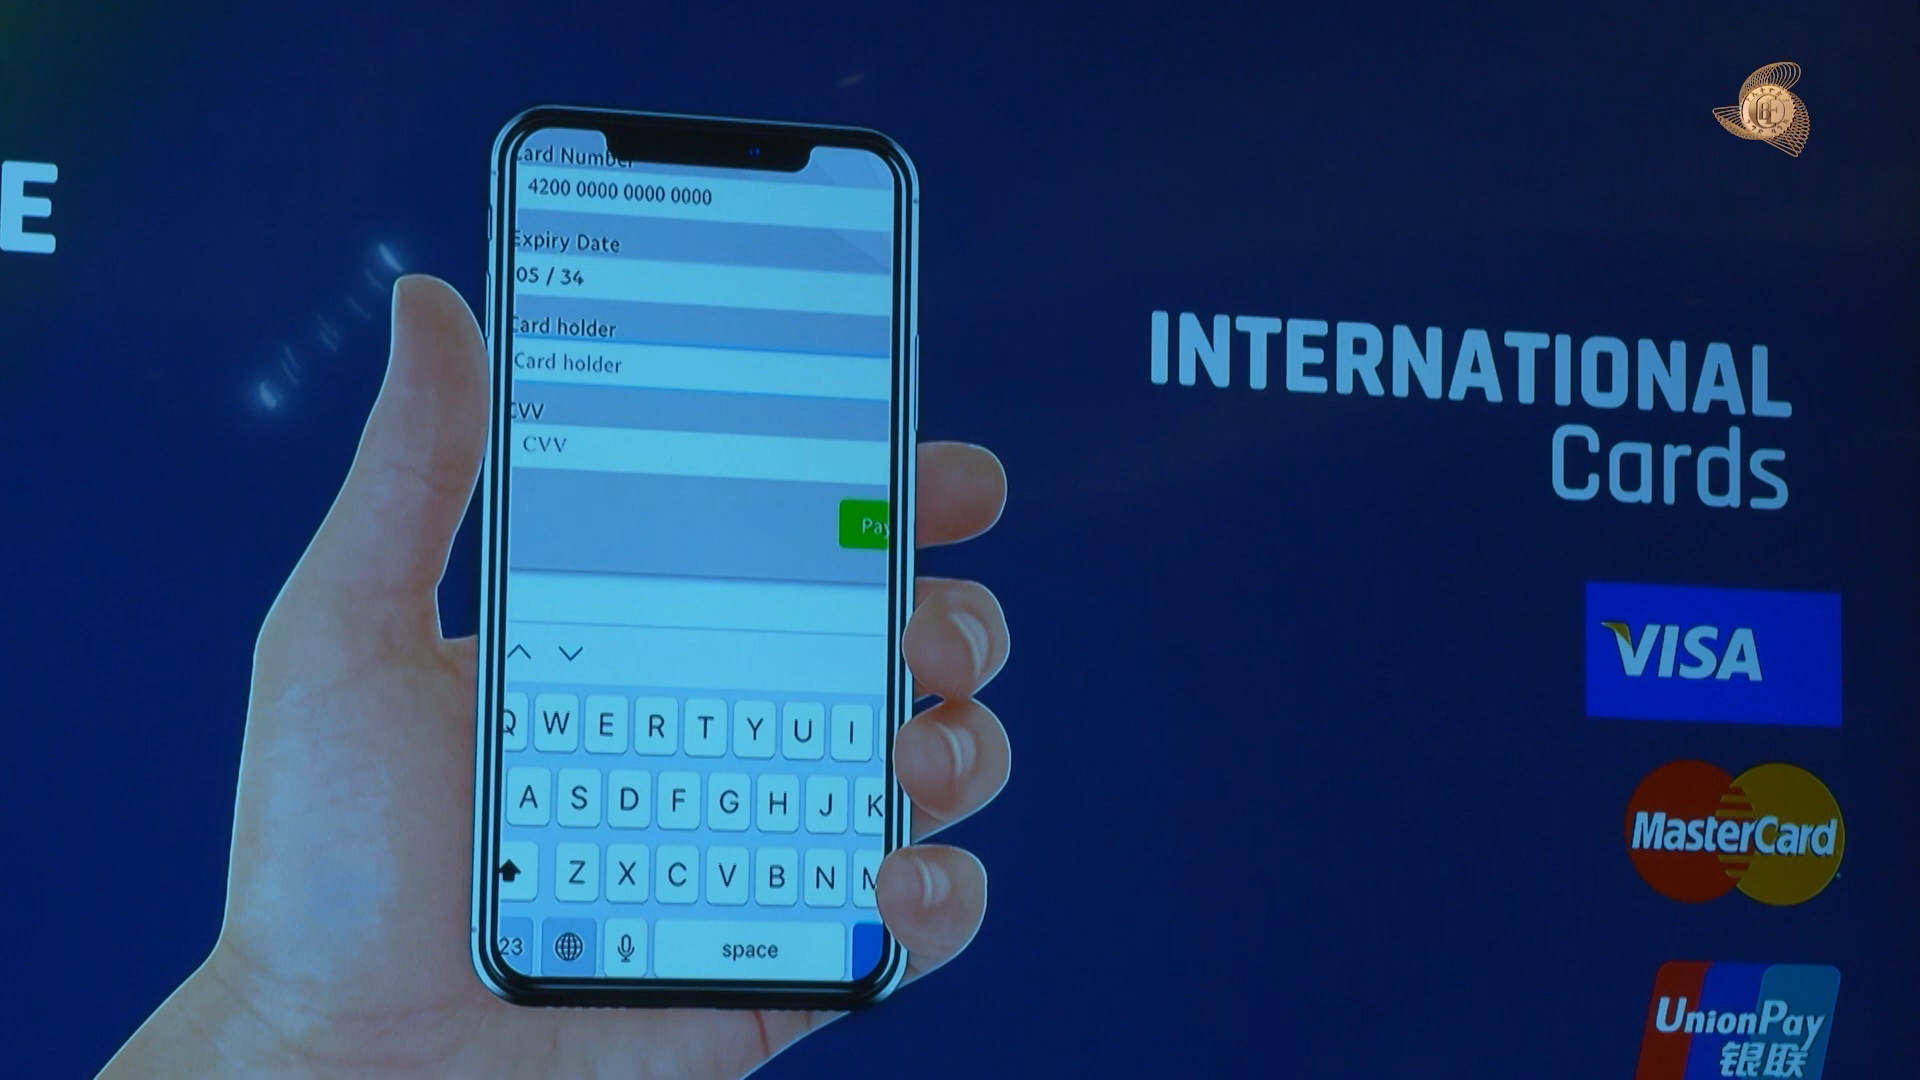 E
Card Number
4200 0000 0000 0000
Expiry Date
05 / 34
Card holder
Card holder
CVV
CVV
Pay
Q W E R T Y U I
A S D F G H J K
Z X C V B N M
23
space
INTERNATIONAL
Cards
VISA
MasterCard
UnionPay
银联